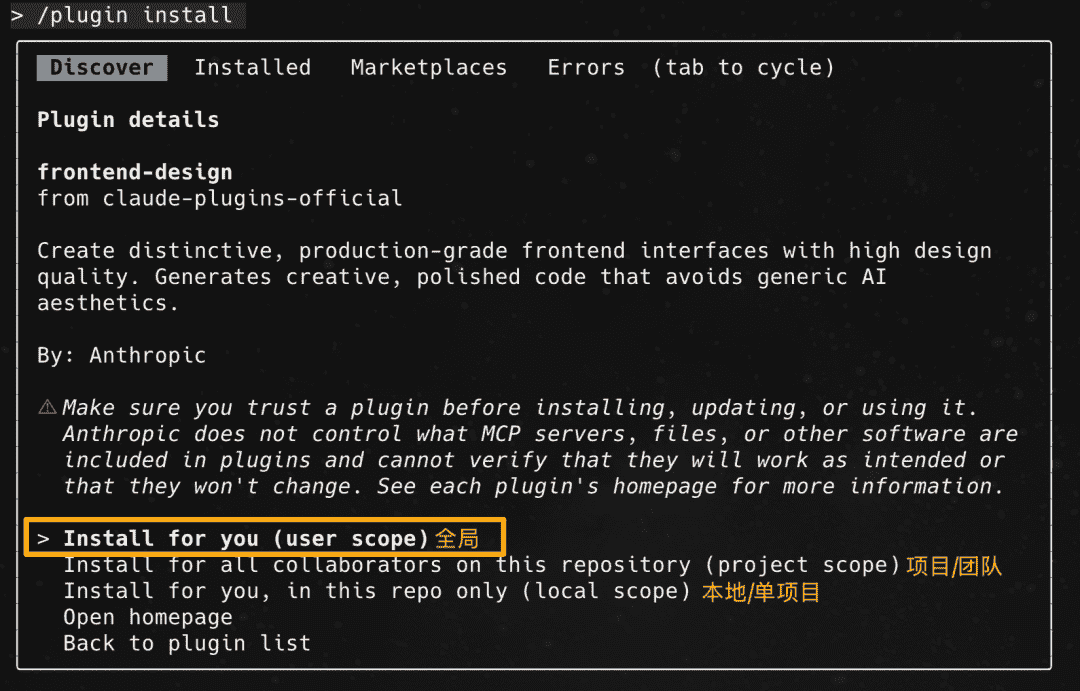 > /plugin install
Discover Installed Marketplaces Errors (tab to cycle)
Plugin details
frontend-design
from claude-plugins-official
Create distinctive, production-grade frontend interfaces with high design
quality. Generates creative, polished code that avoids generic AI
aesthetics.
By: Anthropic
⚠ Make sure you trust a plugin before installing, updating, or using it.
Anthropic does not control what MCP servers, files, or other software are
included in plugins and cannot verify that they will work as intended or
that they won't change. See each plugin's homepage for more information.
> Install for you (user scope) 全局
Install for all collaborators on this repository (project scope) 项目/团队
Install for you, in this repo only (local scope) 本地/单项目
Open homepage
Back to plugin list